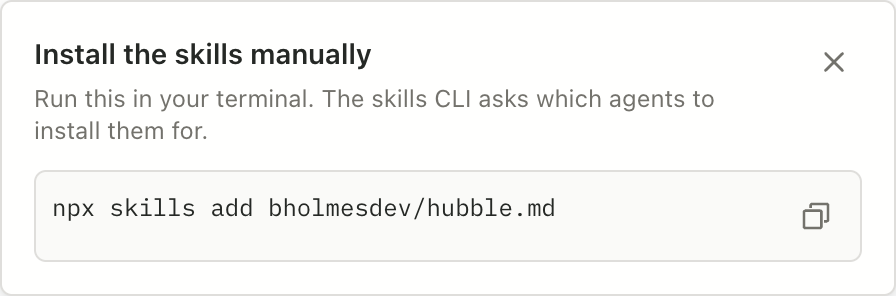 Install the skills manually
Run this in your terminal. The skills CLI asks which agents to
install them for.
npx skills add bholmesdev/hubble.md